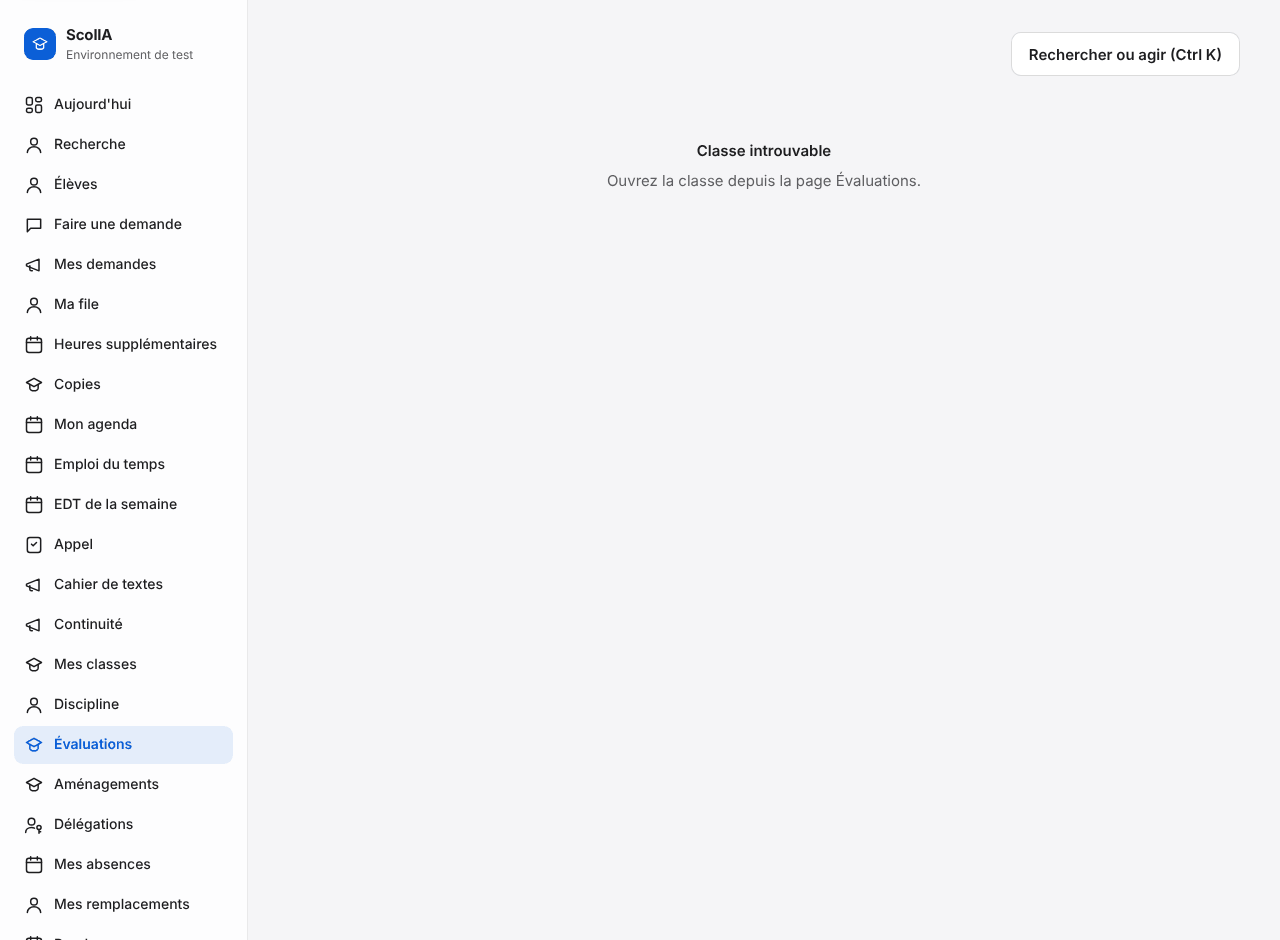 ScolIA
Environnement de test
Rechercher ou agir (Ctrl K)
Aujourd'hui
Recherche
Élèves
Faire une demande
Mes demandes
Ma file
Heures supplémentaires
Copies
Mon agenda
Emploi du temps
EDT de la semaine
Appel
Cahier de textes
Continuité
Mes classes
Discipline
Évaluations
Aménagements
Délégations
Mes absences
Mes remplacements
Classe introuvable
Ouvrez la classe depuis la page Évaluations.